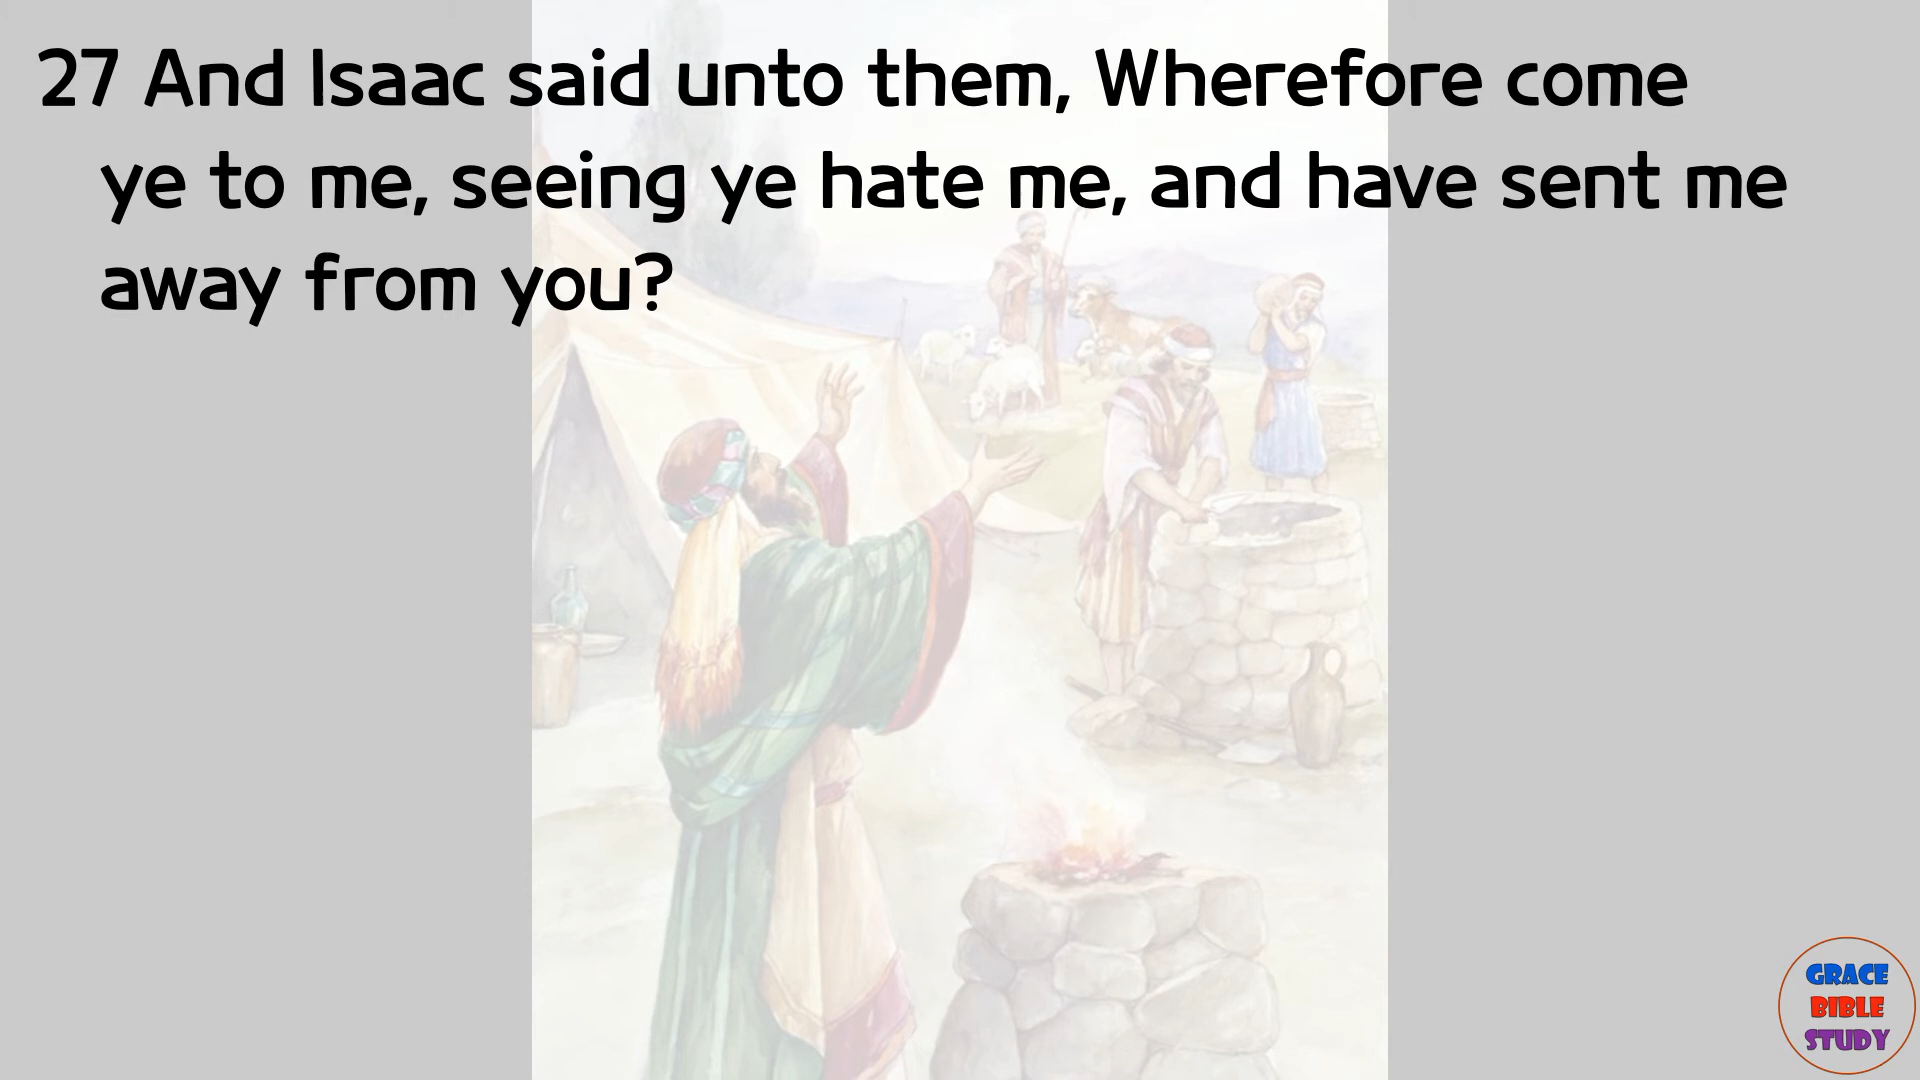 27 And Isaac said unto them, Wherefore come
ye to me, seeing ye hate me, and have sent me
away from you?
GRACE
BIBLE
STUDY